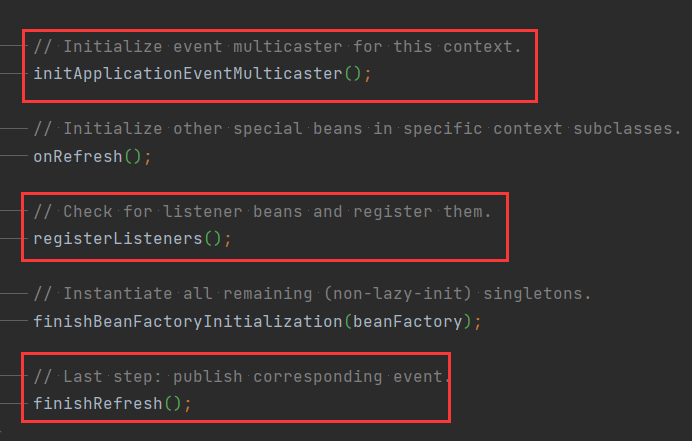 // Initialize event multicaster for this context.
initApplicationEventMulticaster();
// Initialize other special beans in specific context subclasses.
onRefresh();
// Check for listener beans and register them.
registerListeners();
// Instantiate all remaining (non-lazy-init) singletons.
finishBeanFactoryInitialization(beanFactory);
// Last step: publish corresponding event.
finishRefresh();